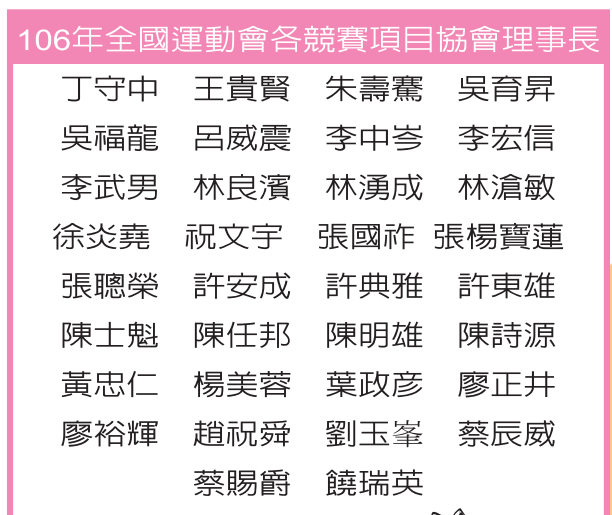 106年全國運動會各競賽項目協會理事長
丁守中 王貴賢 朱壽騫 吳育昇
吳福龍 呂威震 李中岑 李宏信
李武男 林良濱 林湧成 林滄敏
徐炎堯 祝文宇 張國祚 張楊寶蓮
張聰榮 許安成 許典雅 許東雄
陳士魁 陳任邦 陳明雄 陳詩源
黃忠仁 楊美蓉 葉政彦 廖正井
廖裕輝 趙祝舜 劉玉峯 蔡辰威
蔡賜爵 饒瑞英